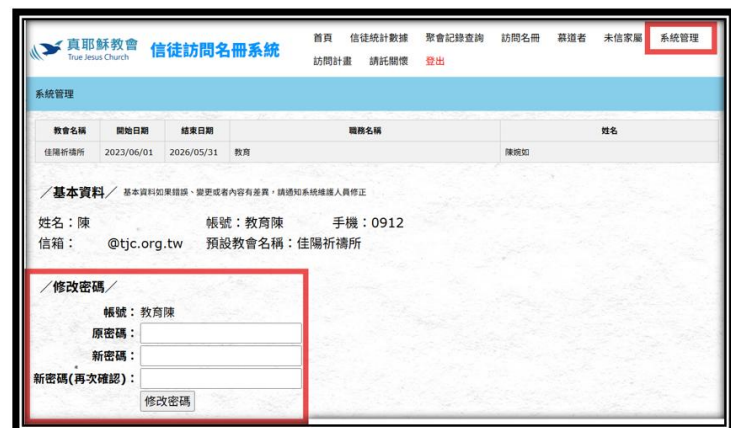 真耶穌教會
True Jesus Church
信徒訪問名冊系統
首頁 信徒統計數據 聚會記錄查詢 訪問名冊 慕道者 未信家屬 系統管理
訪問計畫 請託關懷 登出
系統管理
教會名稱 開始日期 結束日期 職務名稱 姓名
佳陽祈禱所 2023/06/01 2026/05/31 教育 陳婉如
／基本資料／ 基本資料如果錯誤、變更或者內容有差異，請通知系統維護人員修正
姓名：陳 帳號：教育陳 手機：0912
信箱： @tjc.org.tw 預設教會名稱：佳陽祈禱所
／修改密碼／
帳號：教育陳
原密碼：
新密碼：
新密碼(再次確認)：
修改密碼